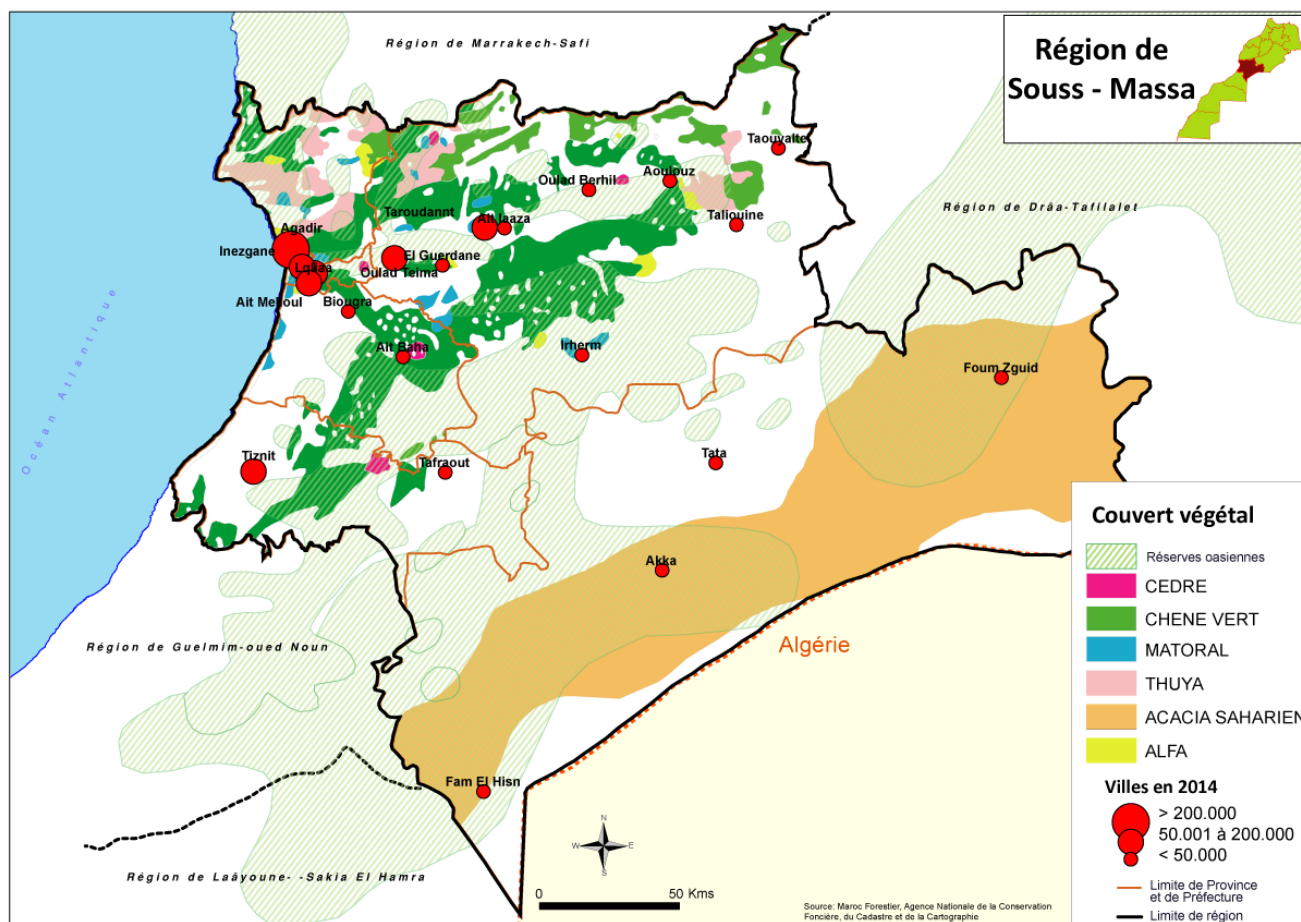 Région de Marrakech-Safi
Région de
Souss - Massa
Taouyalte
Aoulouz
Oulad Berhil
Région de Drâa-Tafilalet
Taroudannt
Ait Iaaza
Taliouine
Agadir
Inezgane
El Guerdane
Lqliaa
Oulad Teima
Ait Melloul
Biougra
Océan Atlantique
Ait Baha
Irherm
Foum Zguid
Tiznit
Tafraout
Tata
Akka
Algérie
Région de Guelmim-oued Noun
Fam El Hisn
Région de Laâyoune- -Sakia El Hamra
Couvert végétal
Réserves oasiennes
CEDRE
CHENE VERT
MATORAL
THUYA
ACACIA SAHARIEN
ALFA
Villes en 2014
> 200.000
50.001 à 200.000
< 50.000
Limite de Province
et de Préfecture
Limite de région
N
W E
S
0 50 Kms
Source: Maroc Forestier, Agence Nationale de la Conservation
Foncière, du Cadastre et de la Cartographie